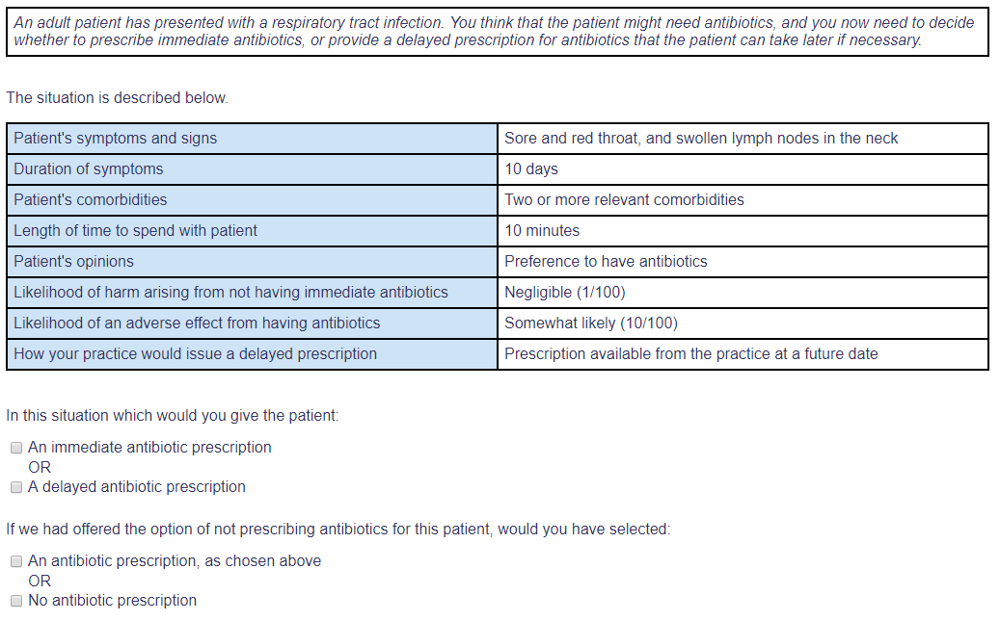 An adult patient has presented with a respiratory tract infection. You think that the patient might need antibiotics, and you now need to decide
whether to prescribe immediate antibiotics, or provide a delayed prescription for antibiotics that the patient can take later if necessary.
The situation is described below.
Patient's symptoms and signs Sore and red throat, and swollen lymph nodes in the neck
Duration of symptoms 10 days
Patient's comorbidities Two or more relevant comorbidities
Length of time to spend with patient 10 minutes
Patient's opinions Preference to have antibiotics
Likelihood of harm arising from not having immediate antibiotics Negligible (1/100)
Likelihood of an adverse effect from having antibiotics Somewhat likely (10/100)
How your practice would issue a delayed prescription Prescription available from the practice at a future date
In this situation which would you give the patient:
An immediate antibiotic prescription
OR
A delayed antibiotic prescription
If we had offered the option of not prescribing antibiotics for this patient, would you have selected:
An antibiotic prescription, as chosen above
OR
No antibiotic prescription